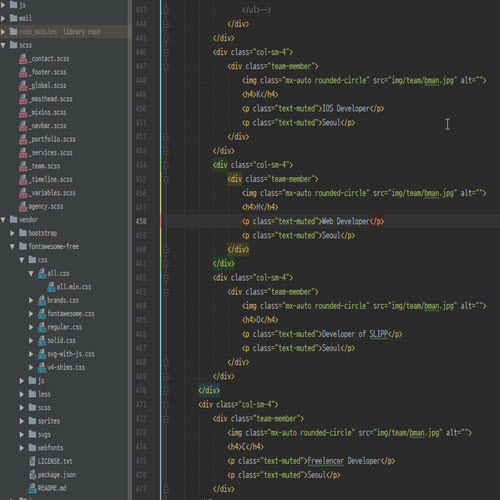 js
mail
node_modules library root
scss
_contact.scss
_footer.scss
_global.scss
_masthead.scss
_mixins.scss
_navbar.scss
_portfolio.scss
_services.scss
_team.scss
_timeline.scss
_variables.scss
agency.scss
vendor
bootstrap
fontawesome-free
css
all.css
all.min.css
brands.css
fontawesome.css
regular.css
solid.css
svg-with-js.css
v4-shims.css
js
less
scss
sprites
svgs
webfonts
LICENSE.txt
package.json
README.md
443 </ul>-->
444 </div>
445 </div>
446 <div class="col-sm-4">
447 <div class="team-member">
448 <img class="mx-auto rounded-circle" src="img/team/bman.jpg" alt="">
449 <h4>K</h4>
450 <p class="text-muted">IOS Developer</p>
451 <p class="text-muted">Seoul</p>
452 </div>
453 </div>
454 <div class="col-sm-4">
455 <div class="team-member">
456 <img class="mx-auto rounded-circle" src="img/team/bman.jpg" alt="">
457 <h4>H</h4>
458 <p class="text-muted">Web Developer</p>
459 <p class="text-muted">Seoul</p>
460 </div>
461 </div>
462 <div class="col-sm-4">
463 <div class="team-member">
464 <img class="mx-auto rounded-circle" src="img/team/bman.jpg" alt="">
465 <h4>O</h4>
466 <p class="text-muted">Developer of SLIPP</p>
467 <p class="text-muted">Seoul</p>
468 </div>
469 </div>
470 </div>
471 <div class="col-sm-4">
472 <div class="team-member">
473 <img class="mx-auto rounded-circle" src="img/team/bman.jpg" alt="">
474 <h4>C</h4>
475 <p class="text-muted">Freelencer Developer</p>
476 <p class="text-muted">Seoul</p>
477 </div>